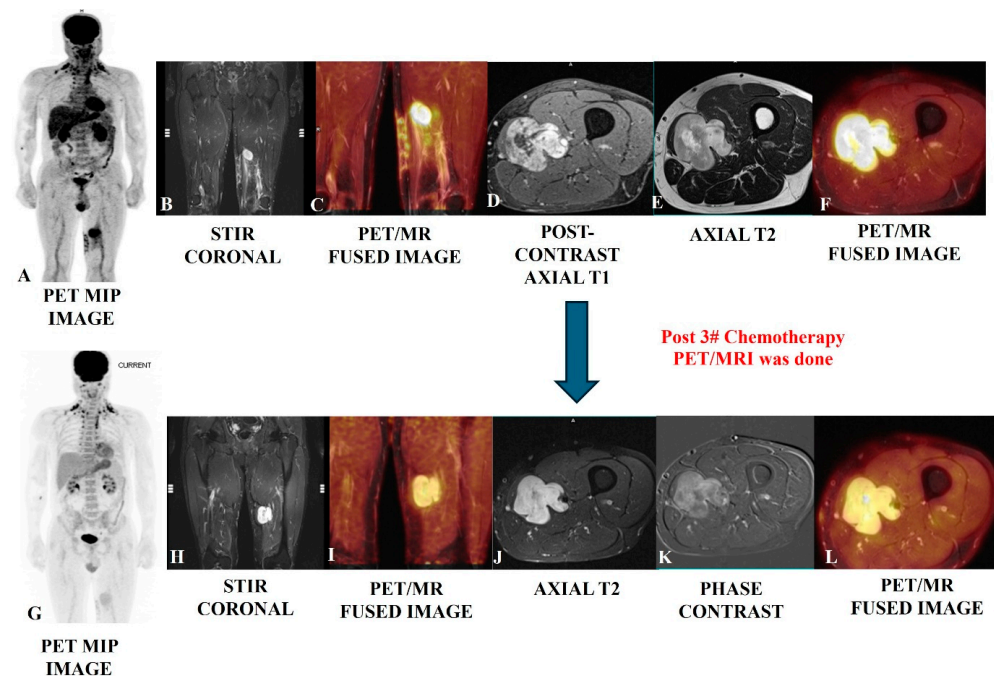 A
PET MIP
IMAGE
B
STIR
CORONAL
C
PET/MR
FUSED IMAGE
D
POST-
CONTRAST
AXIAL T1
E
AXIAL T2
F
PET/MR
FUSED IMAGE
Post 3# Chemotherapy
PET/MRI was done
CURRENT
G
PET MIP
IMAGE
H
STIR
CORONAL
I
PET/MR
FUSED IMAGE
J
AXIAL T2
K
PHASE
CONTRAST
L
PET/MR
FUSED IMAGE